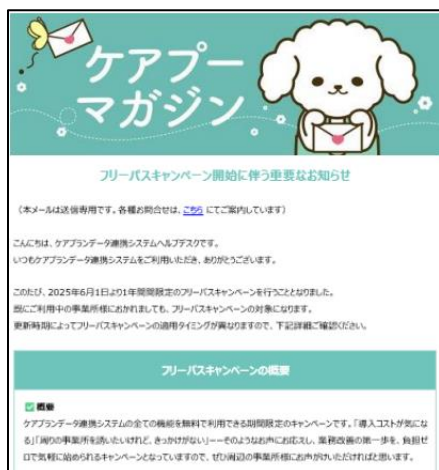 ケアプー
マガジン
フリーパスキャンペーン開始に伴う重要なお知らせ
（本メールは送信専用です。各種お問合せは、こちら にてご案内しています）
こんにちは、ケアプランデータ連携システムヘルプデスクです。
いつもケアプランデータ連携システムをご利用いただき、ありがとうございます。
このたび、2025年6月1日より1年間期間限定のフリーパスキャンペーンを行うこととなりました。
既にご利用中の事業所様におかれましても、フリーパスキャンペーンの対象になります。
更新時期によってフリーパスキャンペーンの適用タイミングが異なりますので、下記詳細ご確認ください。
フリーパスキャンペーンの概要
✅概要
ケアプランデータ連携システムの全ての機能を無料で利用できる期間限定のキャンペーンです。「導入コストが気にな
る」「周りの事業所を誘いたいけれど、きっかけがない」――そのようなお声にお応えし、業務改善の第一歩を、負担ゼ
ロで気軽に始められるキャンペーンとなっていますので、ぜひ周辺の事業所様にお声がけいただければと思います。